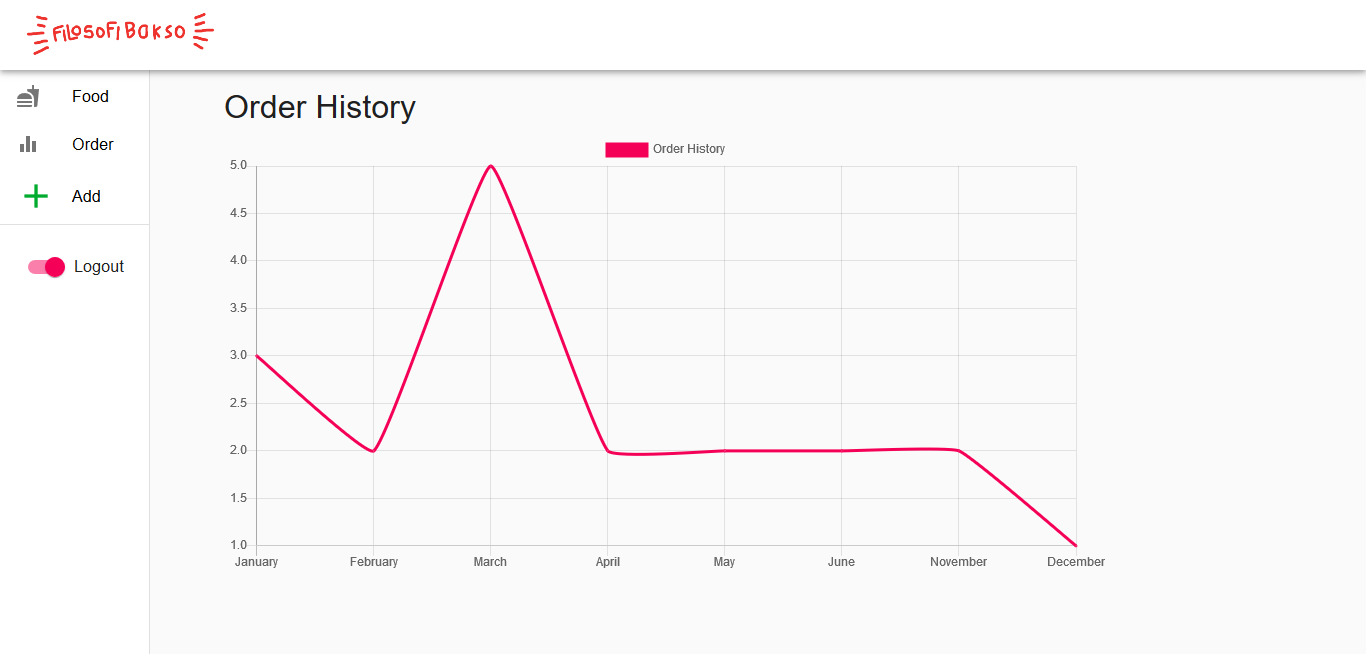 FiLosoFi Bakso
Food
Order
Add
Logout
Order History
Order History
5.0
4.5
4.0
3.5
3.0
2.5
2.0
1.5
1.0
January February March April May June November December